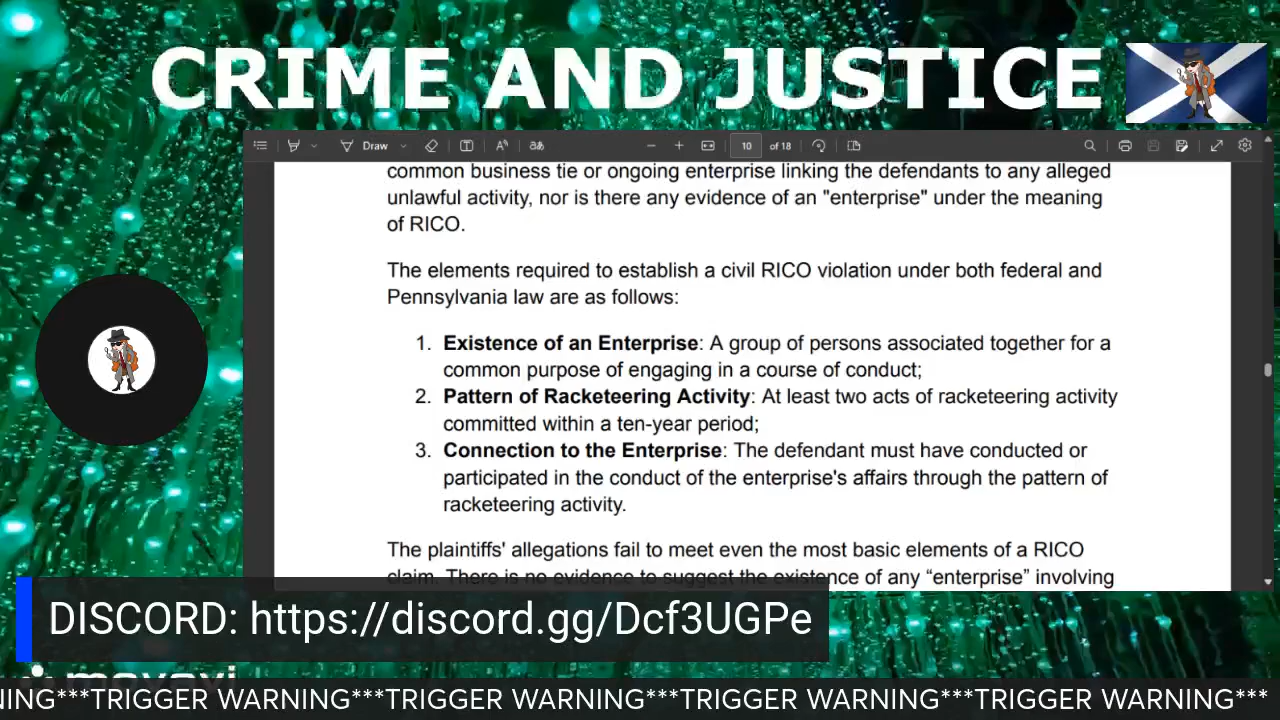 CRIME AND JUSTICE
Draw
10 of 18
common business tie or ongoing enterprise linking the defendants to any alleged
unlawful activity, nor is there any evidence of an "enterprise" under the meaning
of RICO.
The elements required to establish a civil RICO violation under both federal and
Pennsylvania law are as follows:
1. Existence of an Enterprise: A group of persons associated together for a
common purpose of engaging in a course of conduct;
2. Pattern of Racketeering Activity: At least two acts of racketeering activity
committed within a ten-year period;
3. Connection to the Enterprise: The defendant must have conducted or
participated in the conduct of the enterprise's affairs through the pattern of
racketeering activity.
The plaintiffs' allegations fail to meet even the most basic elements of a RICO
claim. There is no evidence to suggest the existence of any “enterprise” involving
DISCORD: https://discord.gg/Dcf3UGPe
movavi
NING***TRIGGER WARNING***TRIGGER WARNING***TRIGGER WARNING***TRIGGER WARNING***